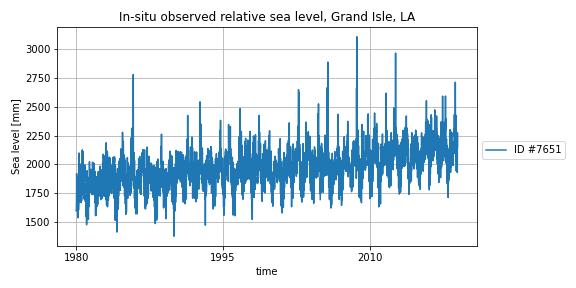 In-situ observed relative sea level, Grand Isle, LA
Sea level [mm]
3000
2750
2500
2250
2000
1750
1500
1980
1995
2010
time
ID #7651